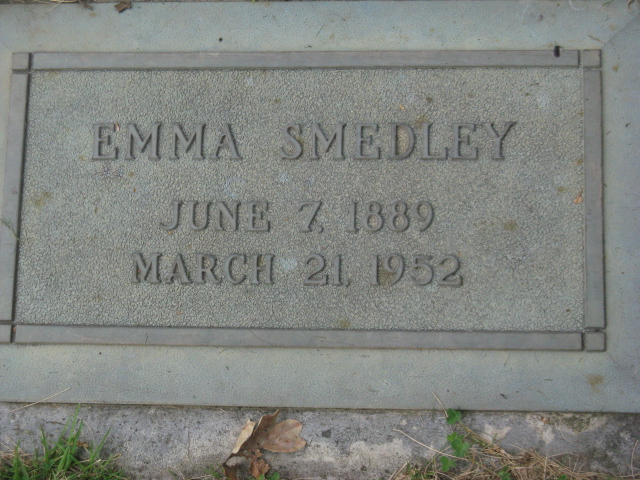 EMMA SMEDLEY
JUNE 7, 1889
MARCH 21, 1952